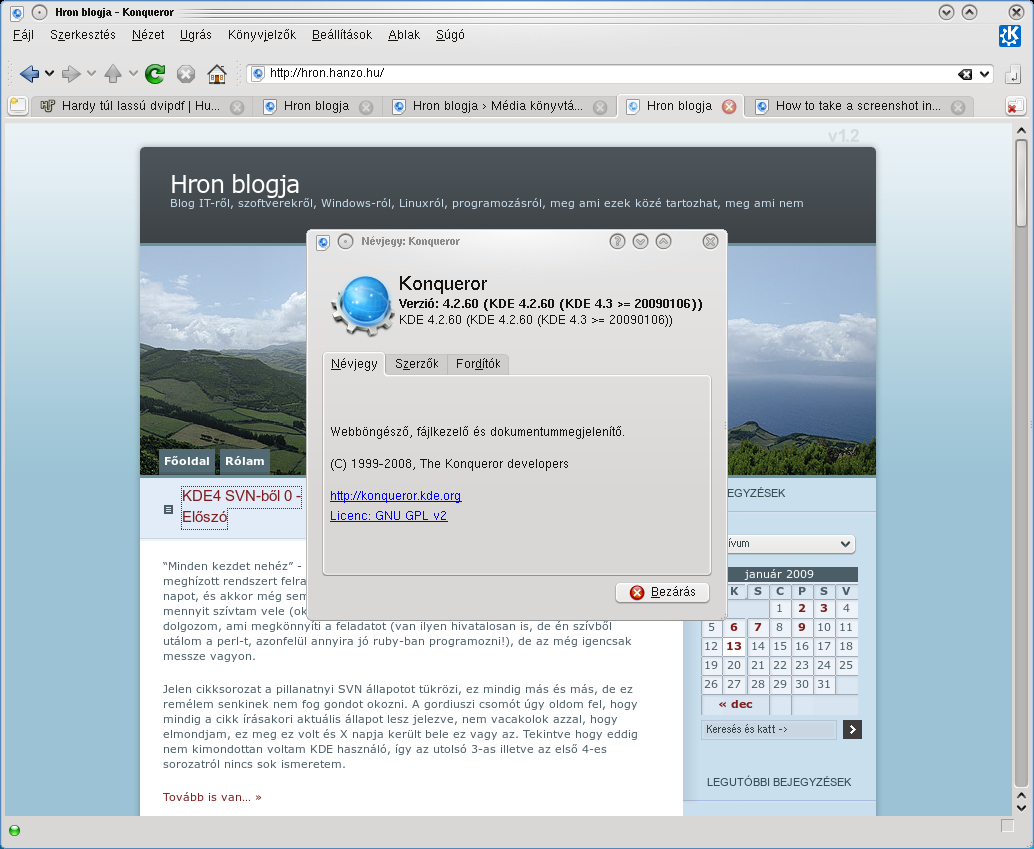 Hron blogja - Konqueror
Fájl Szerkesztés Nézet Ugrás Könyvjelzők Beállítások Ablak Súgó
http://hron.hanzo.hu/
Hardy túl lassú dvipdf | Hu... Hron blogja Hron blogja › Média könyvtá... Hron blogja How to take a screenshot in...
v1.2
Hron blogja
Blog IT-ről, szoftverekről, Windows-ról, Linuxról, programozásról, meg ami ezek közé tartozhat, meg ami nem
Névjegy: Konqueror
Konqueror
Verzió: 4.2.60 (KDE 4.2.60 (KDE 4.3 >= 20090106))
KDE 4.2.60 (KDE 4.2.60 (KDE 4.3 >= 20090106))
Névjegy Szerzők Fordítók
Webböngésző, fájlkezelő és dokumentummegjelenítő.
(C) 1999-2008, The Konqueror developers
http://konqueror.kde.org
Licenc: GNU GPL v2
Bezárás
Főoldal Rólam
KDE4 SVN-ből 0 -
Előszó
“Minden kezdet nehéz” -
meghízott rendszert felra
napot, és akkor még sem
mennyit szívtam vele (ok
dolgozom, ami megkönnyíti a feladatot (van ilyen hivatalosan is, de én szívből
utálom a perl-t, azonfelül annyira jó ruby-ban programozni!), de az még igencsak
messze vagyon.
Jelen cikksorozat a pillanatnyi SVN állapotot tükrözi, ez mindig más és más, de ez
remélem senkinek nem fog gondot okozni. A gordiuszi csomót úgy oldom fel, hogy
mindig a cikk írásakori aktuális állapot lesz jelezve, nem vacakolok azzal, hogy
elmondjam, ez meg ez volt és X napja került bele ez vagy az. Tekintve hogy eddig
nem kimondottan voltam KDE használó, így az utolsó 3-as illetve az első 4-es
sorozatról nincs sok ismeretem.
Tovább is van... »
EGYZÉSEK
ívum
január 2009
K S C P S V
1 2 3 4
5 6 7 8 9 10 11
12 13 14 15 16 17 18
19 20 21 22 23 24 25
26 27 28 29 30 31
« dec
Keresés és katt ->
LEGUTÓBBI BEJEGYZÉSEK